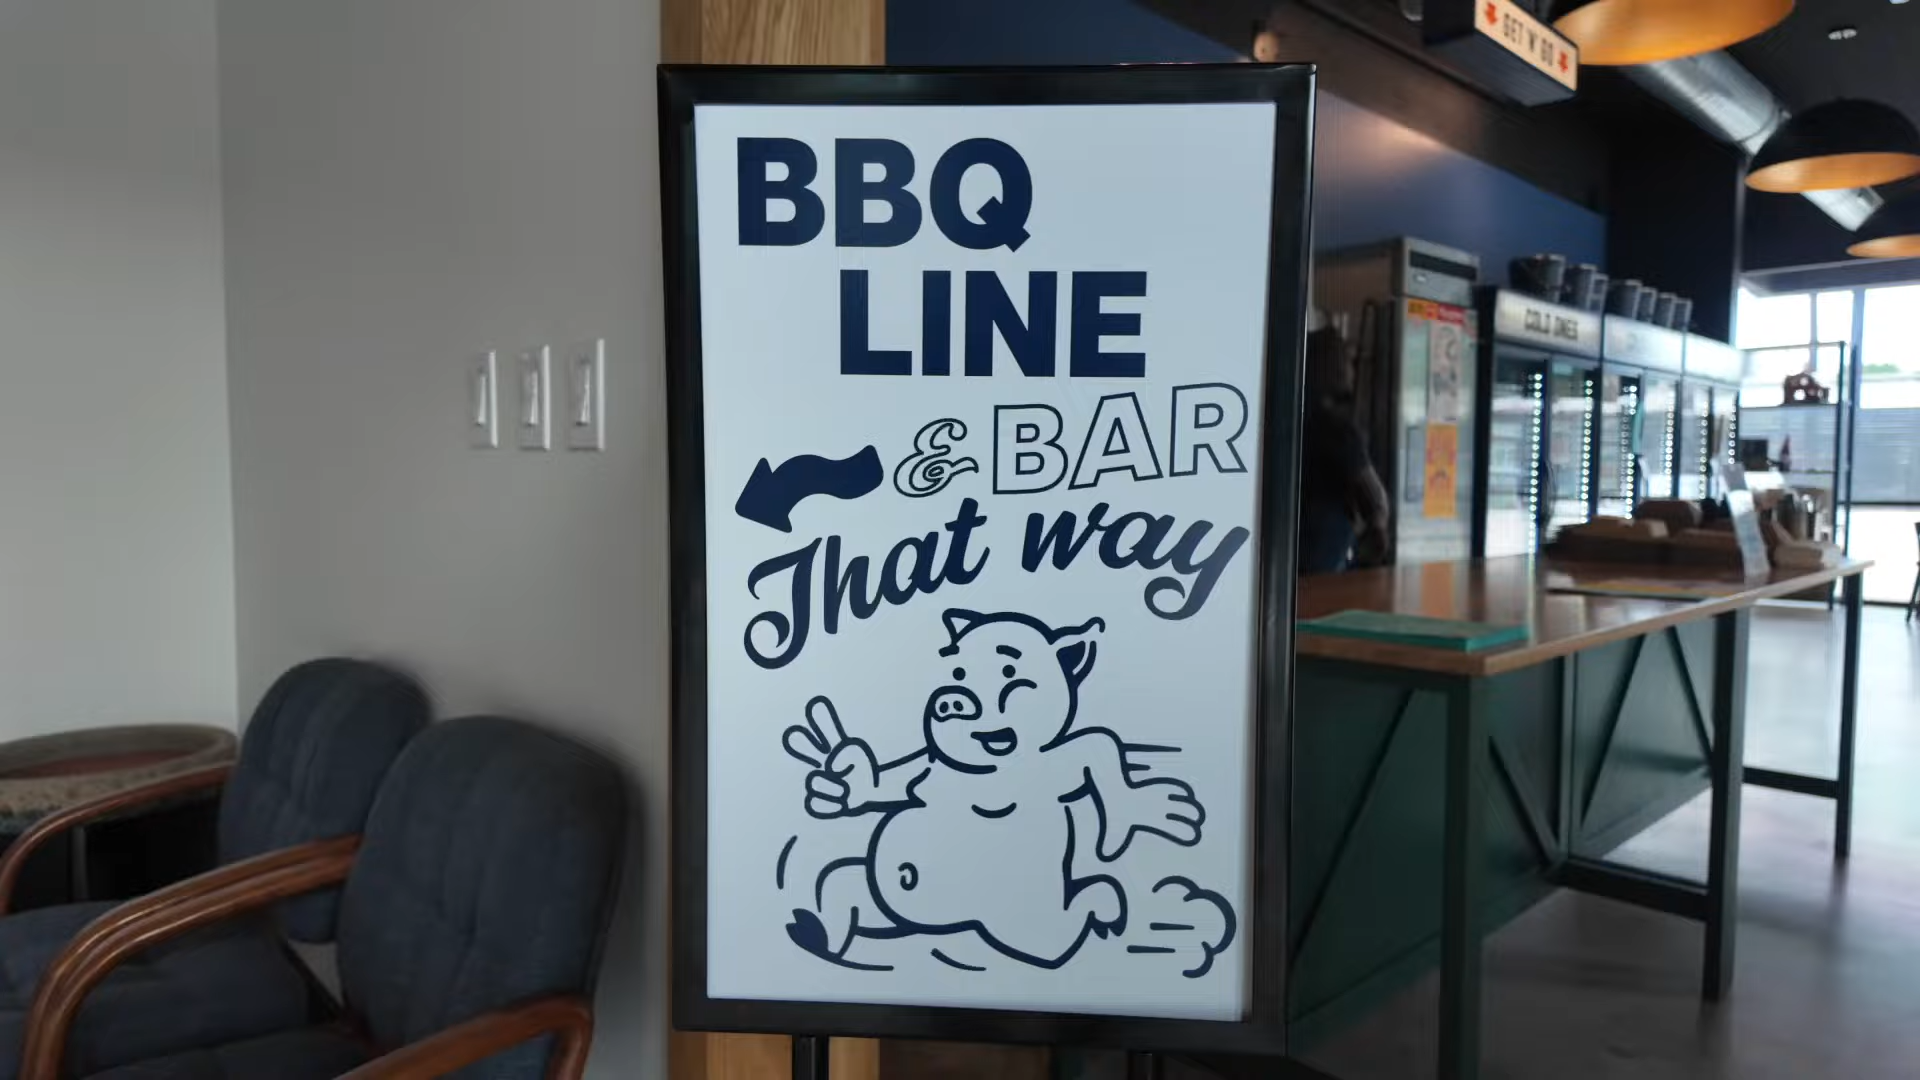 BBQ
LINE
& BAR
That way
GET 'N' GO
COLD ONES